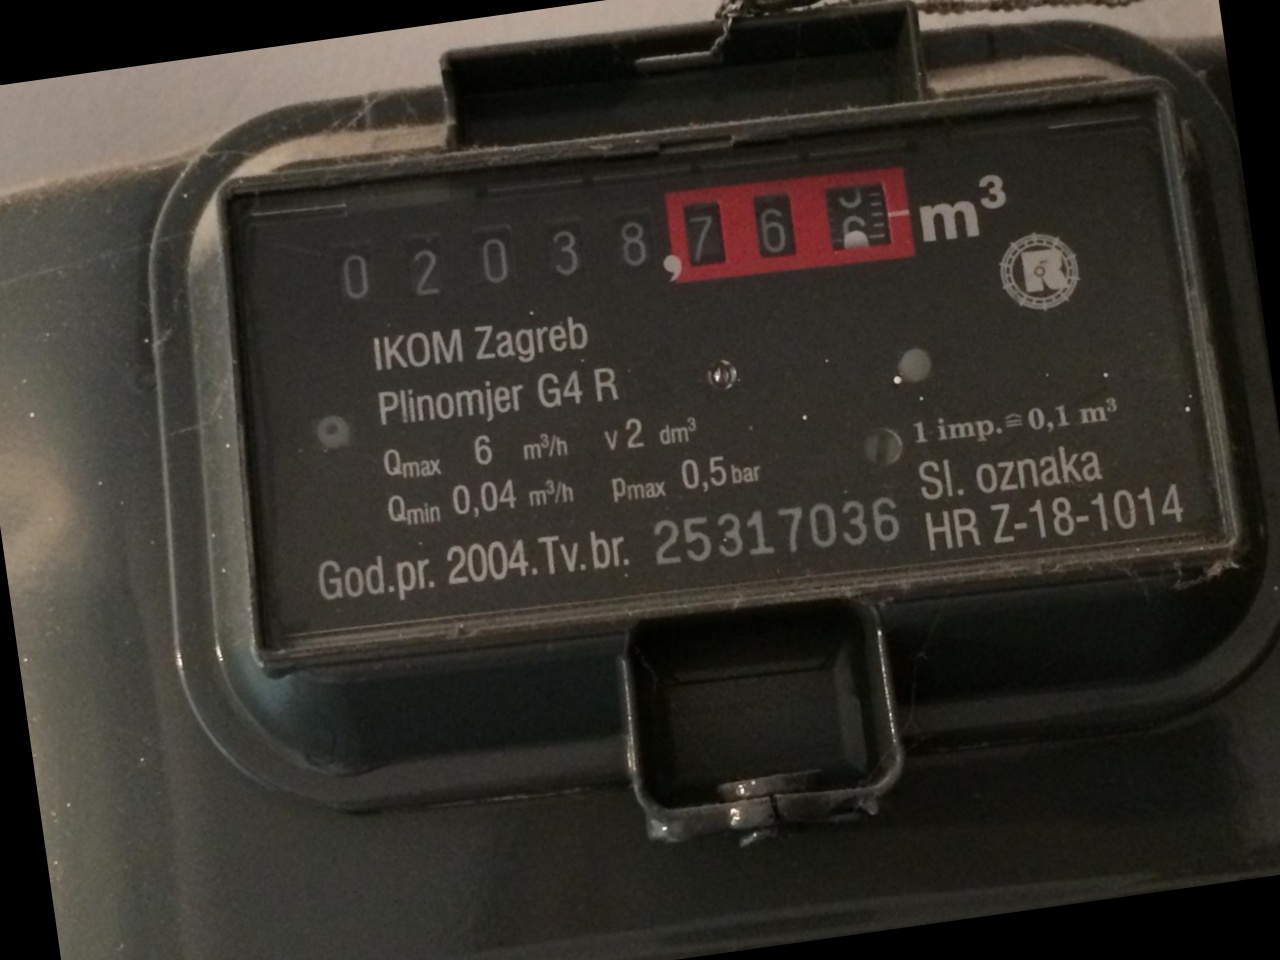 02038,76 m³
IKOM Zagreb
Plinomjer G4 R
Qmax 6 m³/h V 2 dm³
Qmin 0,04 m³/h pmax 0,5 bar
1 imp.≙0,1 m³
Sl. oznaka
God.pr. 2004.Tv.br. 25317036 HR Z-18-1014